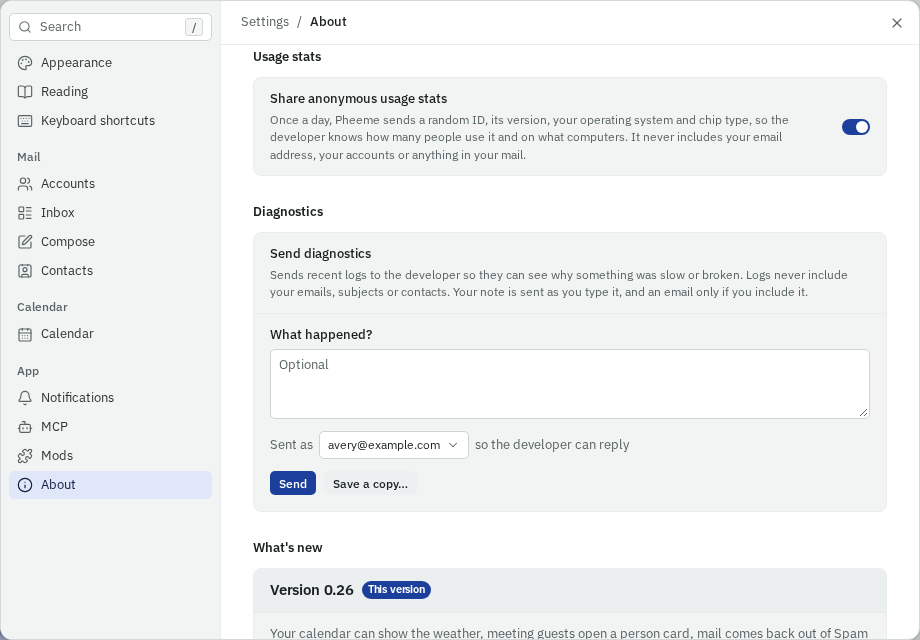 Search
/
Appearance
Reading
Keyboard shortcuts
Mail
Accounts
Inbox
Compose
Contacts
Calendar
Calendar
App
Notifications
MCP
Mods
About
Settings / About
Usage stats
Share anonymous usage stats
Once a day, Pheeme sends a random ID, its version, your operating system and chip type, so the
developer knows how many people use it and on what computers. It never includes your email
address, your accounts or anything in your mail.
Diagnostics
Send diagnostics
Sends recent logs to the developer so they can see why something was slow or broken. Logs never include
your emails, subjects or contacts. Your note is sent as you type it, and an email only if you include it.
What happened?
Optional
Sent as avery@example.com so the developer can reply
Send Save a copy...
What's new
Version 0.26 This version
Your calendar can show the weather, meeting guests open a person card, mail comes back out of Spam